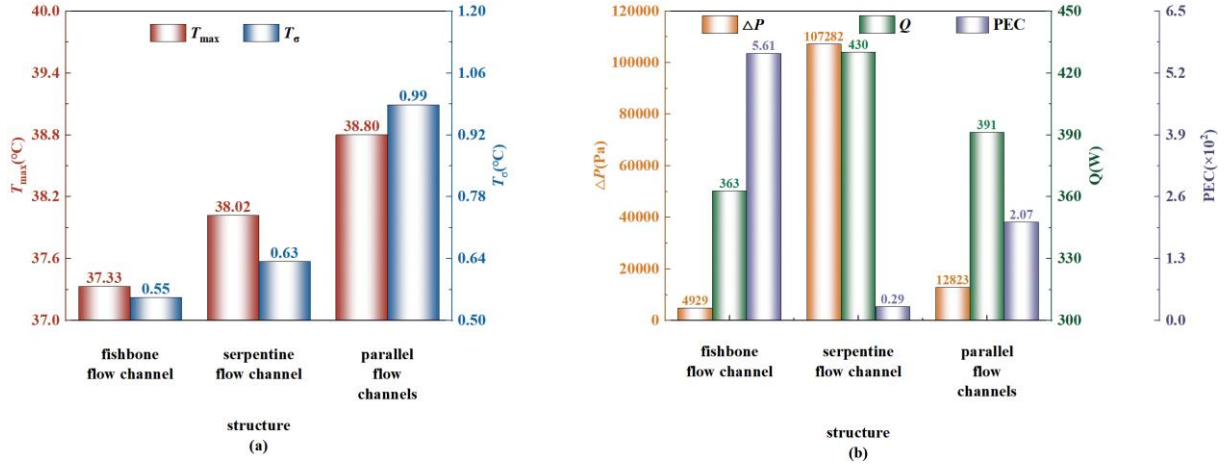 T_max T_σ
40.0
39.4
38.8
38.2
37.6
37.0
T_max(°C)
37.33
0.55
38.02
0.63
38.80
0.99
1.20
1.06
0.92
0.78
0.64
0.50
T_σ(°C)
fishbone
flow channel
serpentine
flow channel
parallel
flow
channels
structure
(a)
△P Q PEC
120000
100000
80000
60000
40000
20000
0
△P(Pa)
4929
363
5.61
107282
430
0.29
12823
391
2.07
450
420
390
360
330
300
Q(W)
6.5
5.2
3.9
2.6
1.3
0.0
PEC(×10²)
fishbone
flow channel
serpentine
flow channel
parallel
flow
channels
structure
(b)